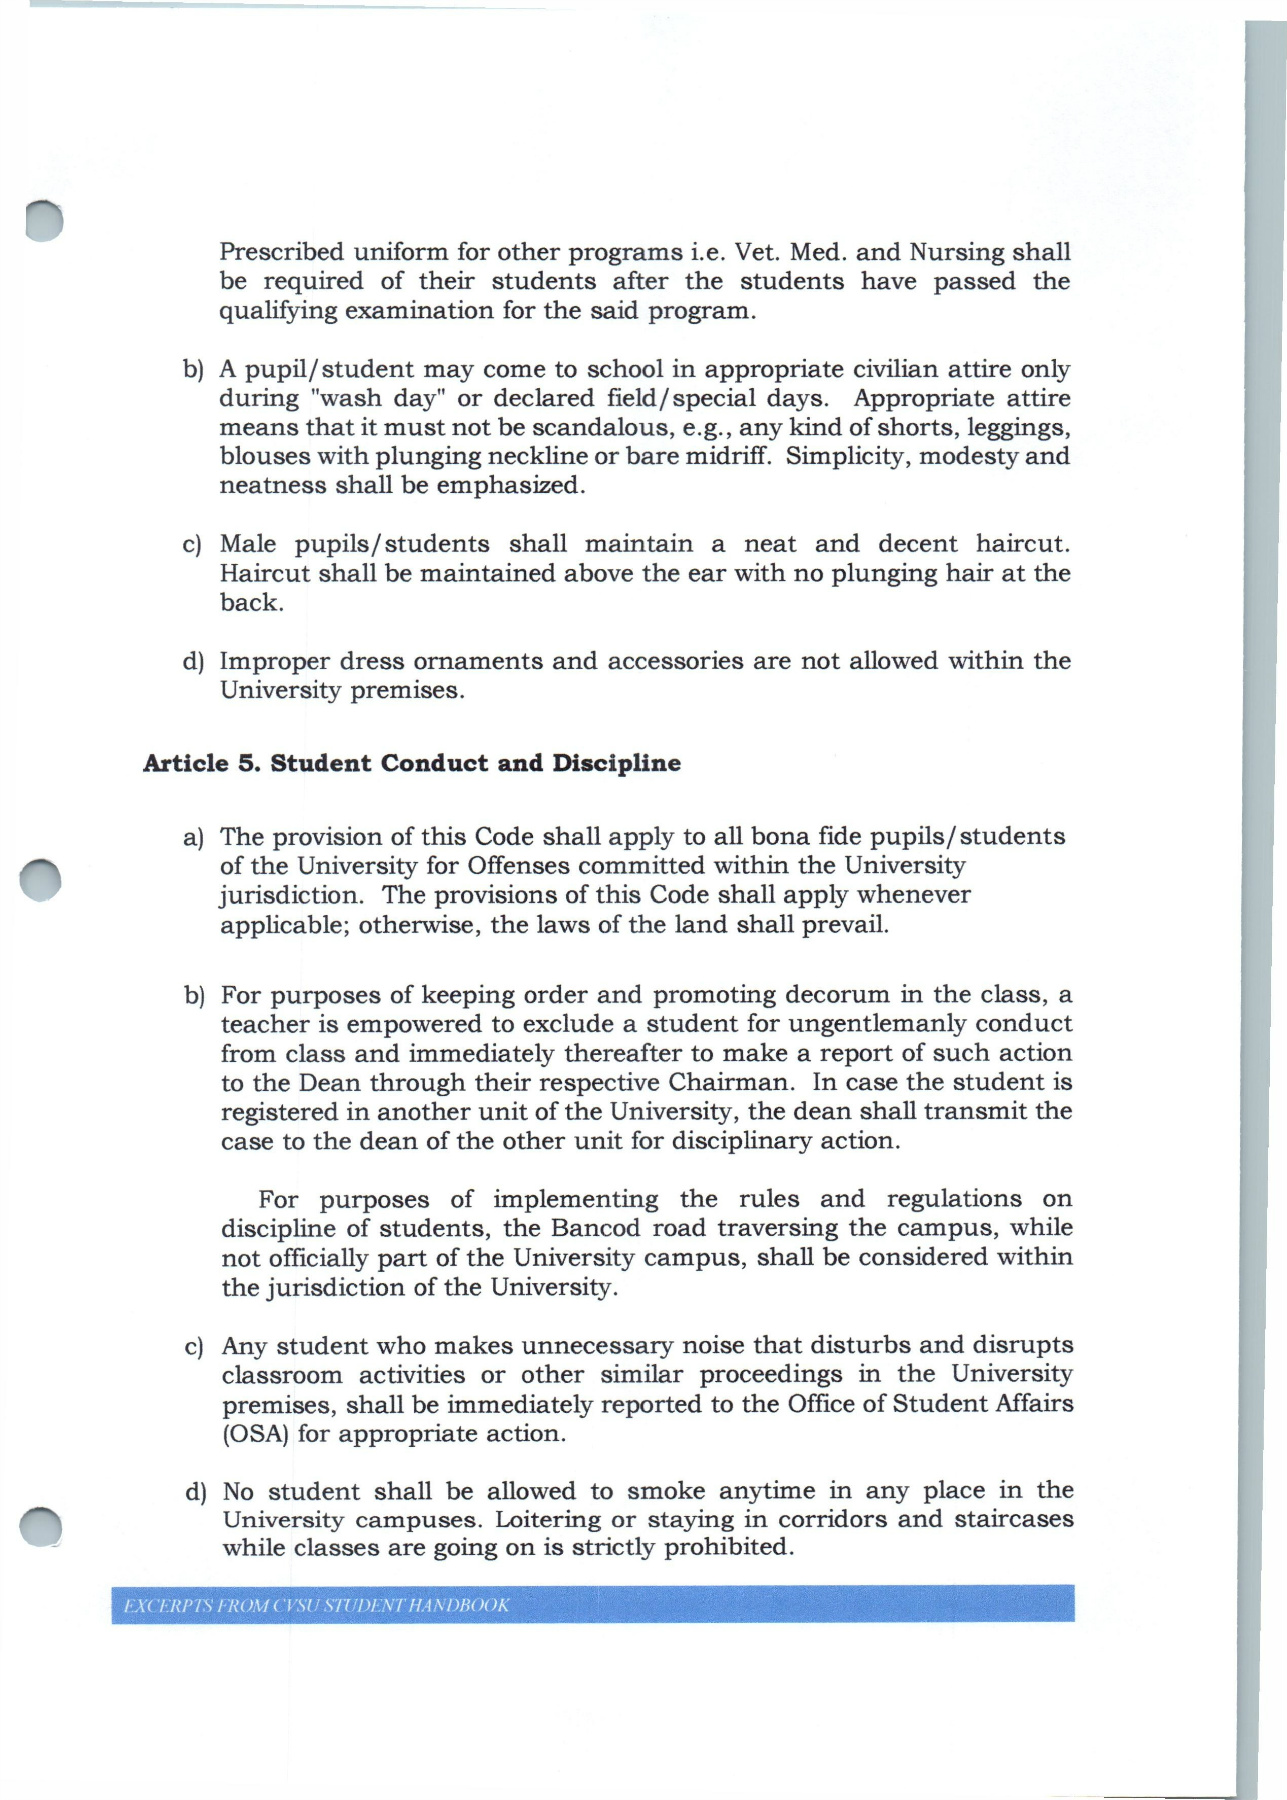 Prescribed uniform for other programs i.e. Vet. Med. and Nursing shall
be required of their students after the students have passed the
qualifying examination for the said program.
b) A pupil/student may come to school in appropriate civilian attire only
during "wash day" or declared field/special days. Appropriate attire
means that it must not be scandalous, e.g., any kind of shorts, leggings,
blouses with plunging neckline or bare midriff. Simplicity, modesty and
neatness shall be emphasized.
c) Male pupils/students shall maintain a neat and decent haircut.
Haircut shall be maintained above the ear with no plunging hair at the
back.
d) Improper dress ornaments and accessories are not allowed within the
University premises.
Article 5. Student Conduct and Discipline
a) The provision of this Code shall apply to all bona fide pupils/students
of the University for Offenses committed within the University
jurisdiction. The provisions of this Code shall apply whenever
applicable; otherwise, the laws of the land shall prevail.
b) For purposes of keeping order and promoting decorum in the class, a
teacher is empowered to exclude a student for ungentlemanly conduct
from class and immediately thereafter to make a report of such action
to the Dean through their respective Chairman. In case the student is
registered in another unit of the University, the dean shall transmit the
case to the dean of the other unit for disciplinary action.
For purposes of implementing the rules and regulations on
discipline of students, the Bancod road traversing the campus, while
not officially part of the University campus, shall be considered within
the jurisdiction of the University.
c) Any student who makes unnecessary noise that disturbs and disrupts
classroom activities or other similar proceedings in the University
premises, shall be immediately reported to the Office of Student Affairs
(OSA) for appropriate action.
d) No student shall be allowed to smoke anytime in any place in the
University campuses. Loitering or staying in corridors and staircases
while classes are going on is strictly prohibited.
EXCERPTS FROM CVSU STUDENT HANDBOOK